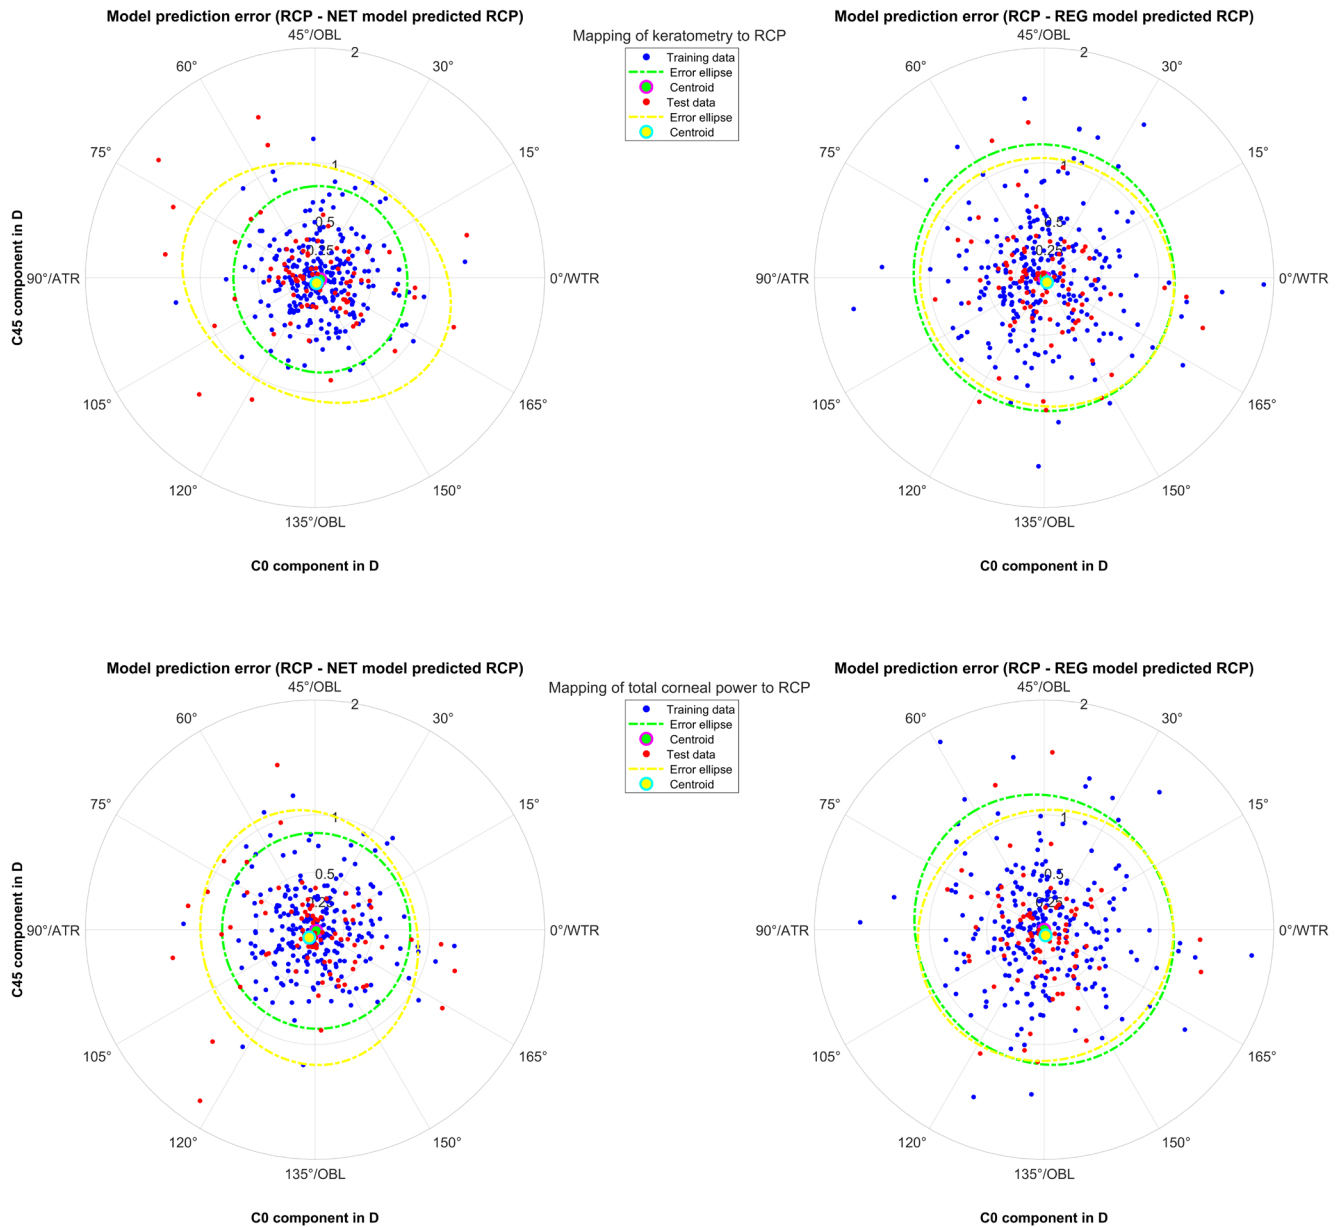 Model prediction error (RCP - NET model predicted RCP)
45°/OBL
2
60°
30°
75°
15°
1
0.5
0.25
90°/ATR
0°/WTR
105°
165°
120°
150°
135°/OBL
C45 component in D
C0 component in D
Mapping of keratometry to RCP
Training data
Error ellipse
Centroid
Test data
Error ellipse
Centroid
Model prediction error (RCP - REG model predicted RCP)
45°/OBL
2
60°
30°
75°
15°
1
0.5
0.25
90°/ATR
0°/WTR
105°
165°
120°
150°
135°/OBL
C0 component in D
Model prediction error (RCP - NET model predicted RCP)
45°/OBL
2
60°
30°
75°
15°
1
0.5
0.25
90°/ATR
0°/WTR
105°
165°
120°
150°
135°/OBL
C45 component in D
C0 component in D
Mapping of total corneal power to RCP
Training data
Error ellipse
Centroid
Test data
Error ellipse
Centroid
Model prediction error (RCP - REG model predicted RCP)
45°/OBL
2
60°
30°
75°
15°
1
0.5
0.25
90°/ATR
0°/WTR
105°
165°
120°
150°
135°/OBL
C0 component in D